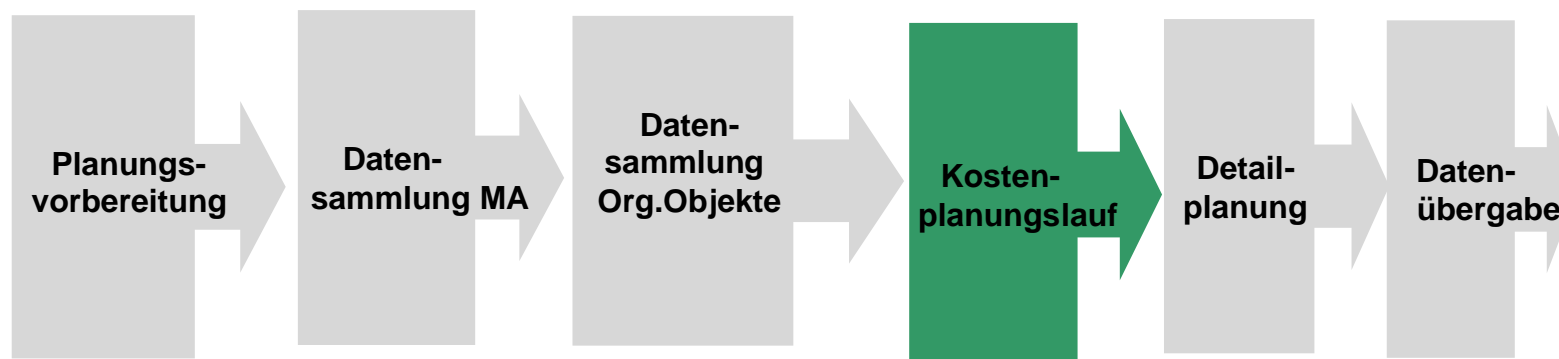 Planungs-
vorbereitung
Daten-
sammlung MA
Daten-
sammlung
Org.Objekte
Kosten-
planungslauf
Detail-
planung
Daten-
übergabe